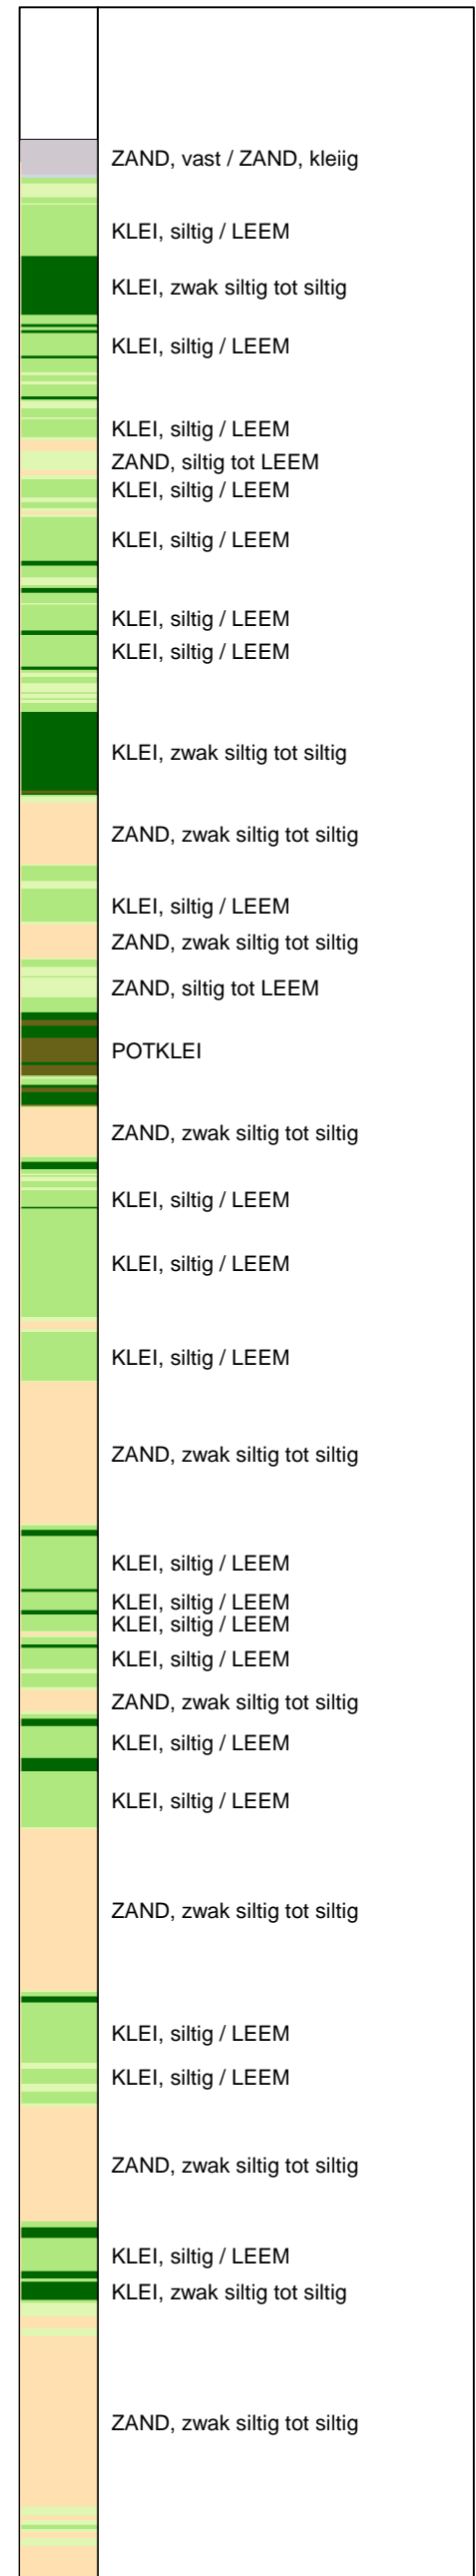 ZAND, vast / ZAND, kleiig
KLEI, siltig / LEEM
KLEI, zwak siltig tot siltig
KLEI, siltig / LEEM
KLEI, siltig / LEEM
ZAND, siltig tot LEEM
KLEI, siltig / LEEM
KLEI, siltig / LEEM
KLEI, siltig / LEEM
KLEI, siltig / LEEM
KLEI, zwak siltig tot siltig
ZAND, zwak siltig tot siltig
KLEI, siltig / LEEM
ZAND, zwak siltig tot siltig
ZAND, siltig tot LEEM
POTKLEI
ZAND, zwak siltig tot siltig
KLEI, siltig / LEEM
KLEI, siltig / LEEM
KLEI, siltig / LEEM
ZAND, zwak siltig tot siltig
KLEI, siltig / LEEM
KLEI, siltig / LEEM
KLEI, siltig / LEEM
KLEI, siltig / LEEM
ZAND, zwak siltig tot siltig
KLEI, siltig / LEEM
KLEI, siltig / LEEM
ZAND, zwak siltig tot siltig
KLEI, siltig / LEEM
KLEI, siltig / LEEM
ZAND, zwak siltig tot siltig
KLEI, siltig / LEEM
KLEI, zwak siltig tot siltig
ZAND, zwak siltig tot siltig